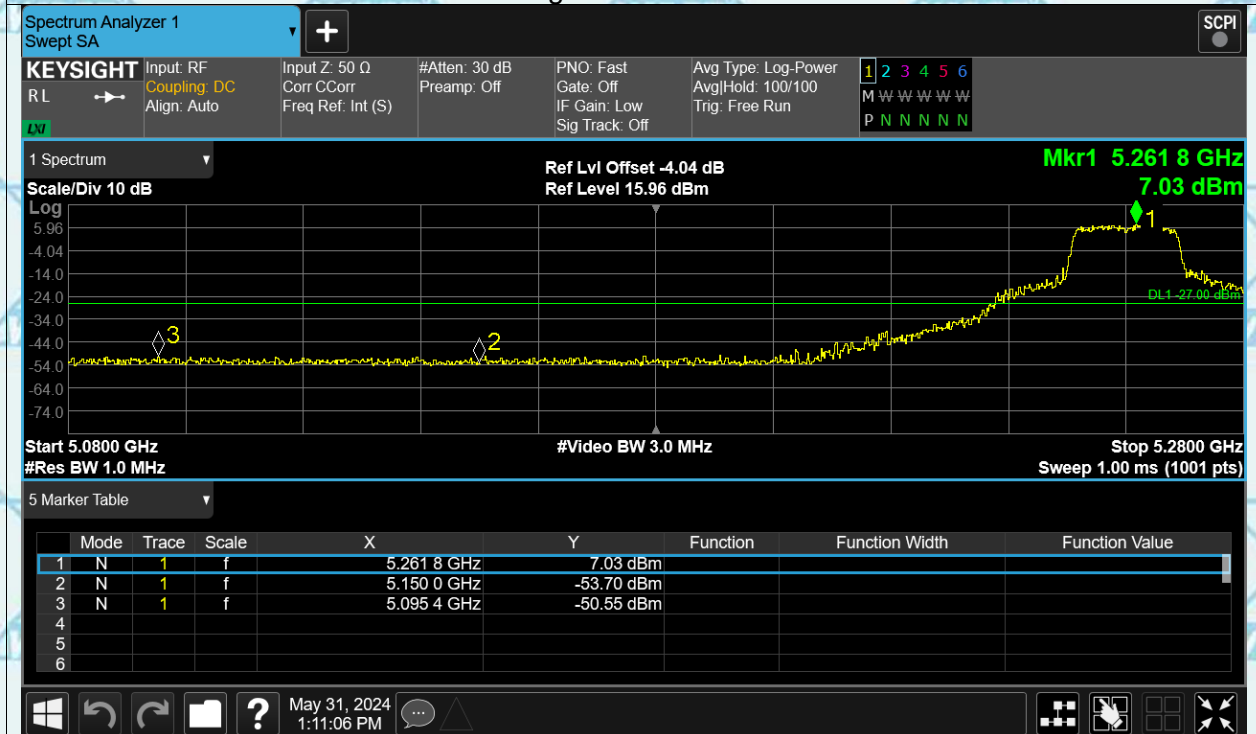 Spectrum Analyzer 1
Swept SA
+
SCPI
KEYSIGHT
RL
LXI
Input: RF
Coupling: DC
Align: Auto
Input Z: 50 Ω
Corr CCorr
Freq Ref: Int (S)
#Atten: 30 dB
Preamp: Off
PNO: Fast
Gate: Off
IF Gain: Low
Sig Track: Off
Avg Type: Log-Power
Avg|Hold: 100/100
Trig: Free Run
1 2 3 4 5 6
M W W W W W
P N N N N N
1 Spectrum
Scale/Div 10 dB
Ref Lvl Offset -4.04 dB
Ref Level 15.96 dBm
Mkr1 5.261 8 GHz
7.03 dBm
Log
5.96
-4.04
-14.0
-24.0
-34.0
-44.0
-54.0
-64.0
-74.0
1
DL1 -27.00 dBm
3
2
Start 5.0800 GHz
#Video BW 3.0 MHz
Stop 5.2800 GHz
#Res BW 1.0 MHz
Sweep 1.00 ms (1001 pts)
5 Marker Table
Mode Trace Scale X Y Function Function Width Function Value
1 N 1 f 5.261 8 GHz 7.03 dBm
2 N 1 f 5.150 0 GHz -53.70 dBm
3 N 1 f 5.095 4 GHz -50.55 dBm
4
5
6
?
May 31, 2024
1:11:06 PM